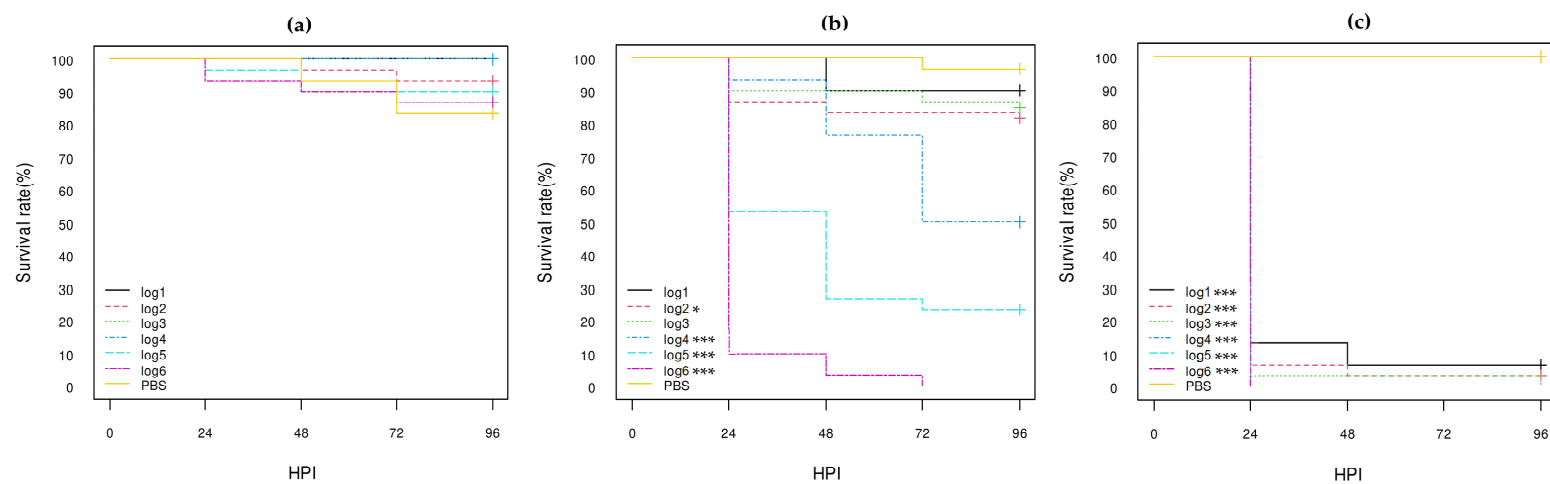 (a)
Survival rate(%)
100
90
80
70
60
50
40
30
20
10
0
log1
log2
log3
log4
log5
log6
PBS
0 24 48 72 96
HPI
(b)
Survival rate(%)
100
90
80
70
60
50
40
30
20
10
0
log1
log2 *
log3
log4 ***
log5 ***
log6 ***
PBS
0 24 48 72 96
HPI
(c)
Survival rate(%)
100
90
80
70
60
50
40
30
20
10
0
log1 ***
log2 ***
log3 ***
log4 ***
log5 ***
log6 ***
PBS
0 24 48 72 96
HPI